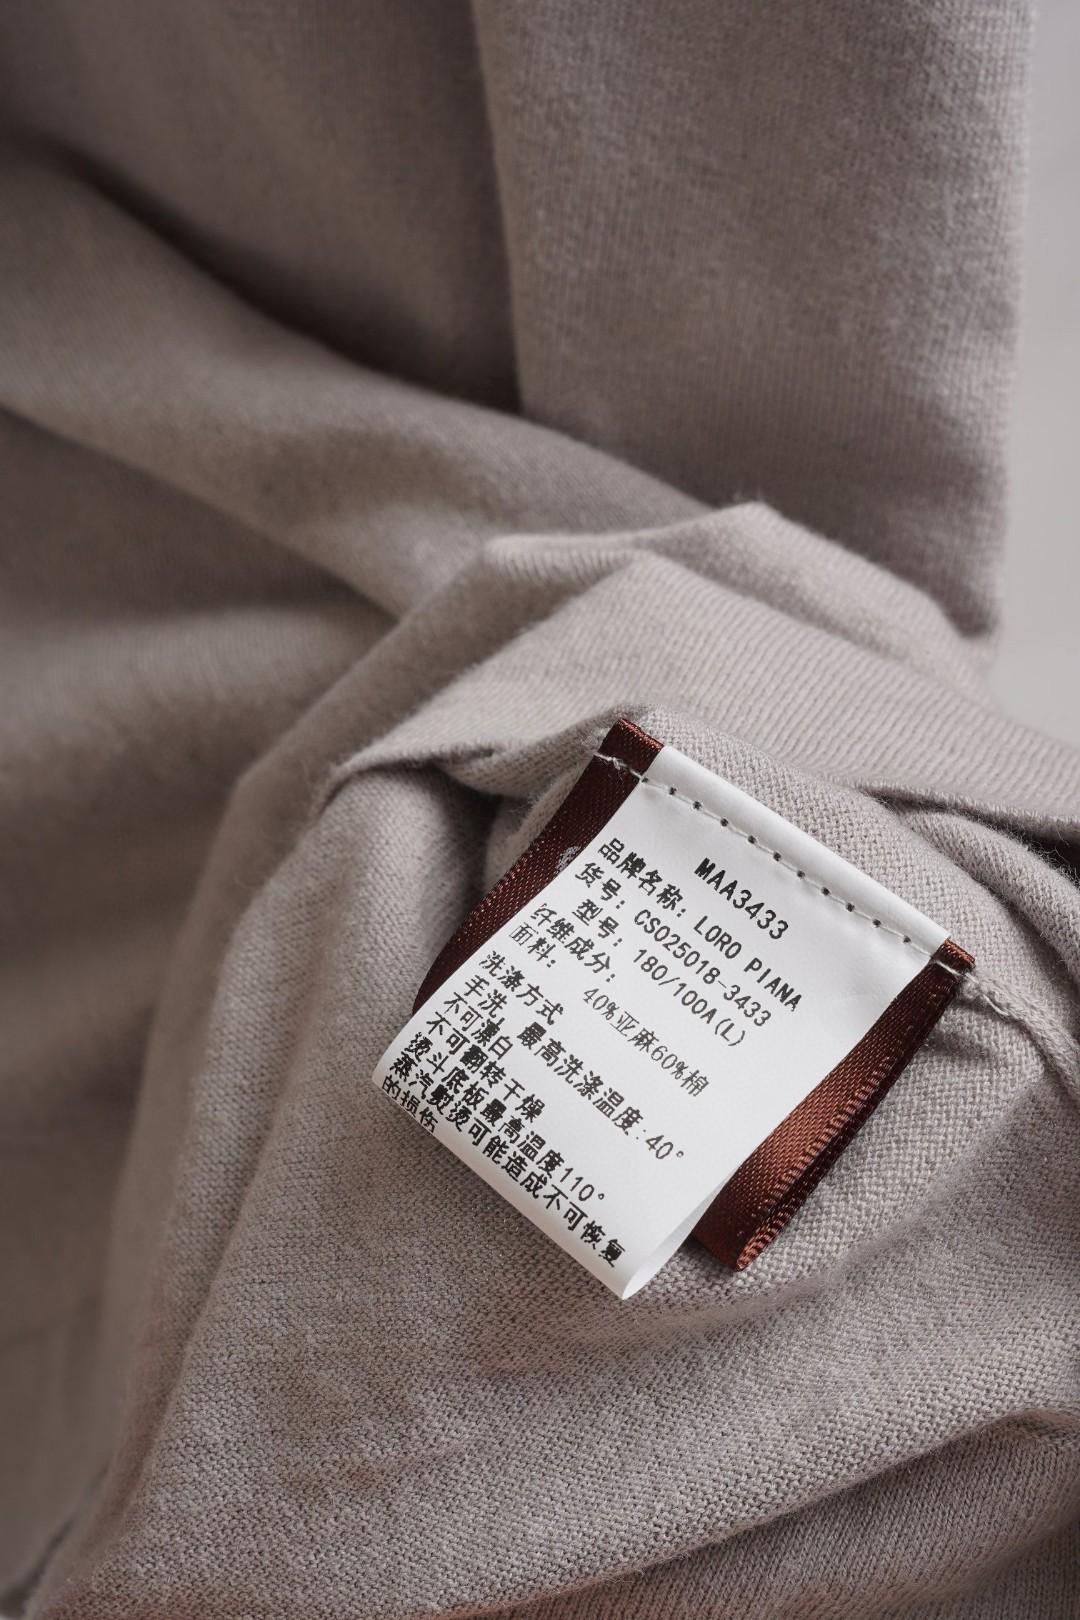 MAA3433
品牌名称: LORO PIANA
货号: CS025018-3433
型号: 180/100A(L)
纤维成分:
面料: 40%亚麻60%棉
洗涤方式
手洗, 最高洗涤温度:40°
不可漂白
不可翻转干燥
熨斗底板最高温度110°
蒸汽熨烫可能造成不可恢复
的损伤